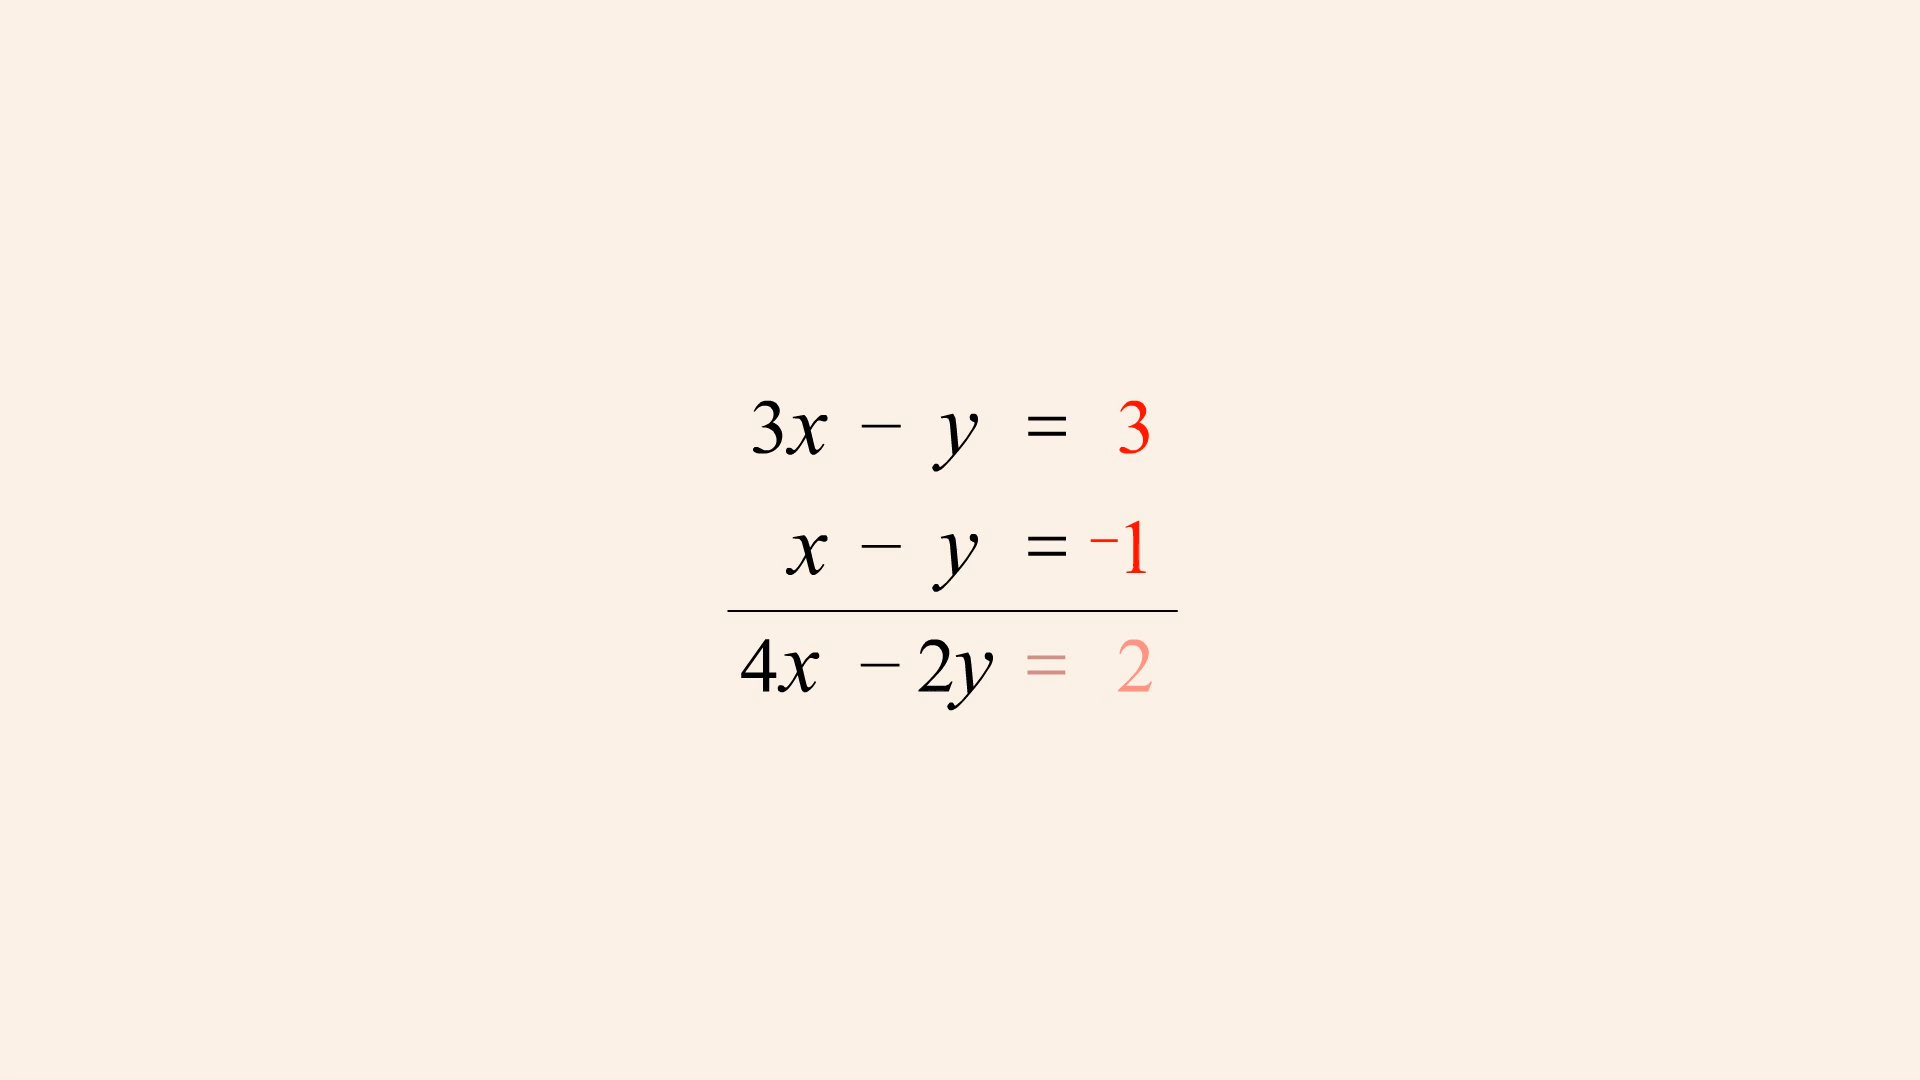 3x − y = 3
x − y = −1
4x − 2y = 2